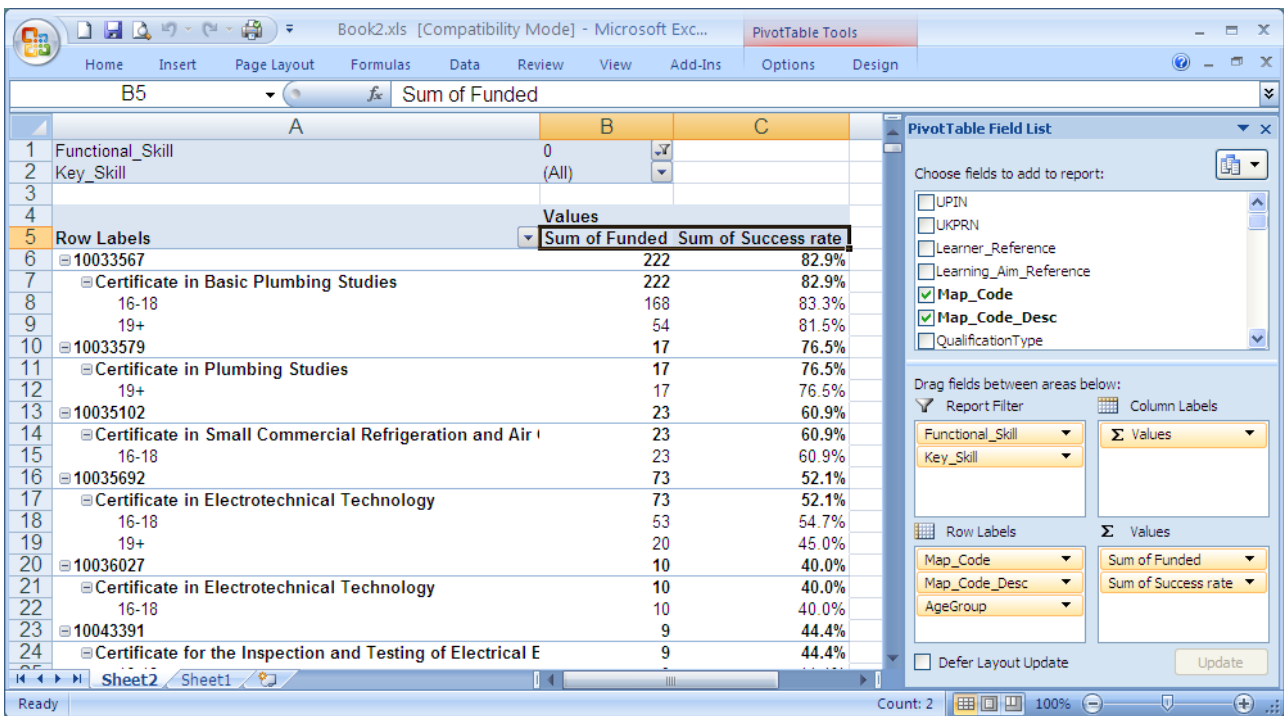 Book2.xls [Compatibility Mode] - Microsoft Exc... PivotTable Tools
Home Insert Page Layout Formulas Data Review View Add-Ins Options Design
B5 fx Sum of Funded
A B C
1 Functional_Skill 0
2 Key_Skill (All)
3
4 Values
5 Row Labels Sum of Funded Sum of Success rate
6 10033567 222 82.9%
7 Certificate in Basic Plumbing Studies 222 82.9%
8 16-18 168 83.3%
9 19+ 54 81.5%
10 10033579 17 76.5%
11 Certificate in Plumbing Studies 17 76.5%
12 19+ 17 76.5%
13 10035102 23 60.9%
14 Certificate in Small Commercial Refrigeration and Air 23 60.9%
15 16-18 23 60.9%
16 10035692 73 52.1%
17 Certificate in Electrotechnical Technology 73 52.1%
18 16-18 53 54.7%
19 19+ 20 45.0%
20 10036027 10 40.0%
21 Certificate in Electrotechnical Technology 10 40.0%
22 16-18 10 40.0%
23 10043391 9 44.4%
24 Certificate for the Inspection and Testing of Electrical E 9 44.4%
Sheet2 Sheet1
Ready Count: 2 100%
PivotTable Field List
Choose fields to add to report:
UPIN
UKPRN
Learner_Reference
Learning_Aim_Reference
Map_Code
Map_Code_Desc
QualificationType
Drag fields between areas below:
Report Filter Column Labels
Functional_Skill Σ Values
Key_Skill
Row Labels Σ Values
Map_Code Sum of Funded
Map_Code_Desc Sum of Success rate
AgeGroup
Defer Layout Update Update